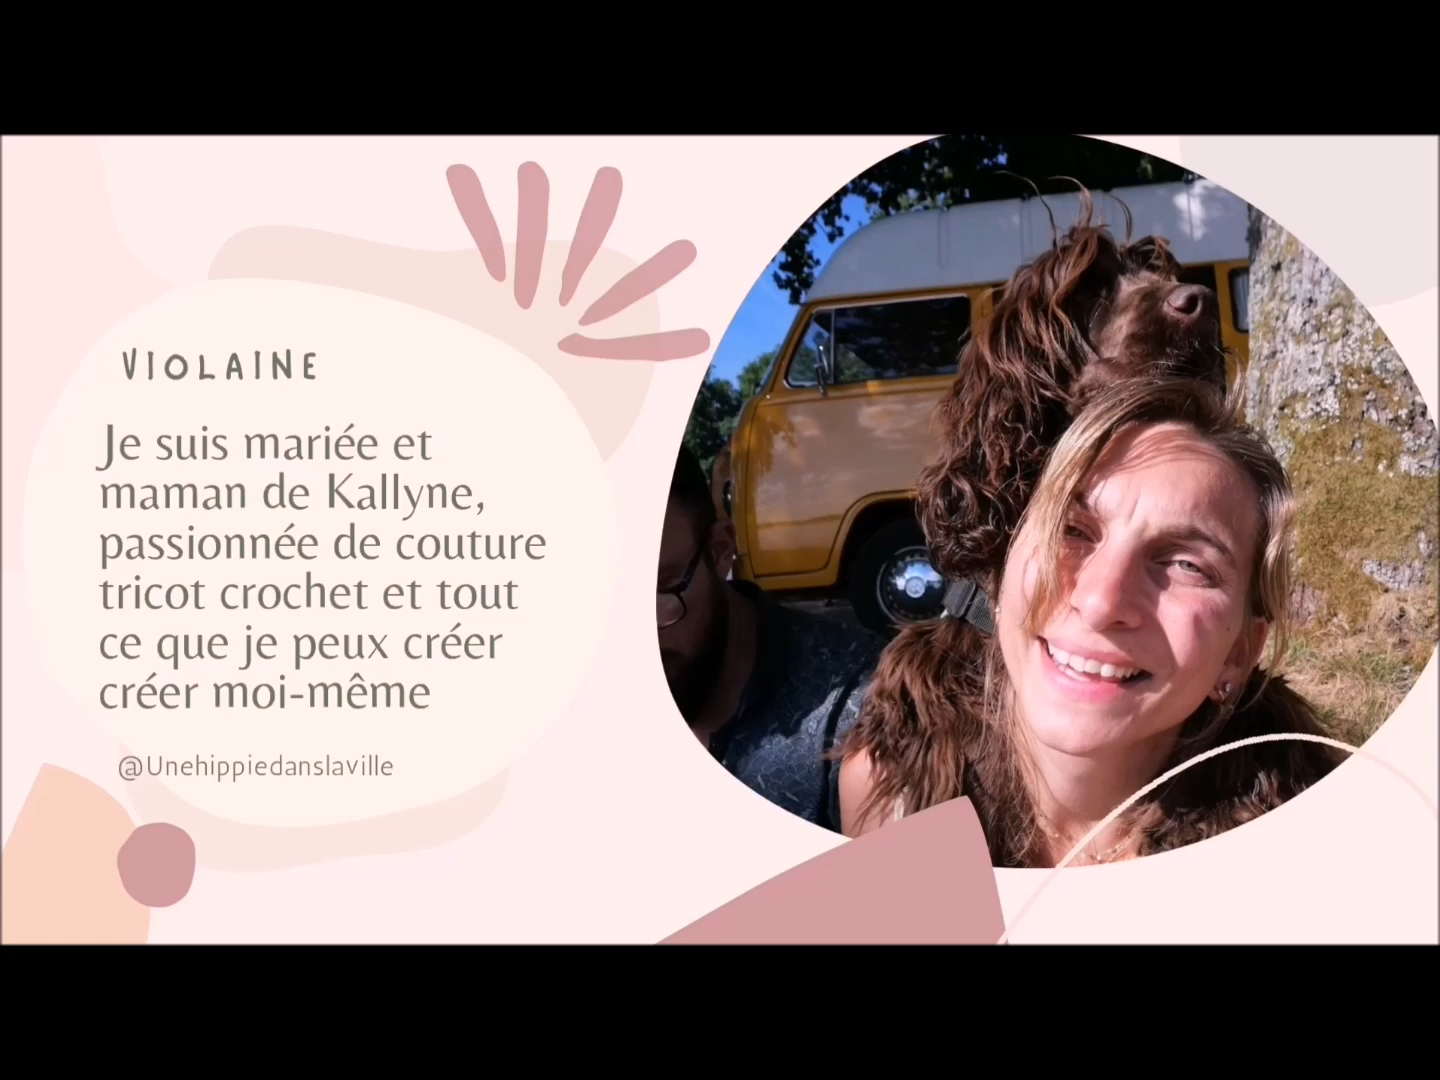 VIOLAINE
Je suis mariée et
maman de Kallyne,
passionnée de couture
tricot crochet et tout
ce que je peux créer
créer moi-même
@Unehippiedanslaville